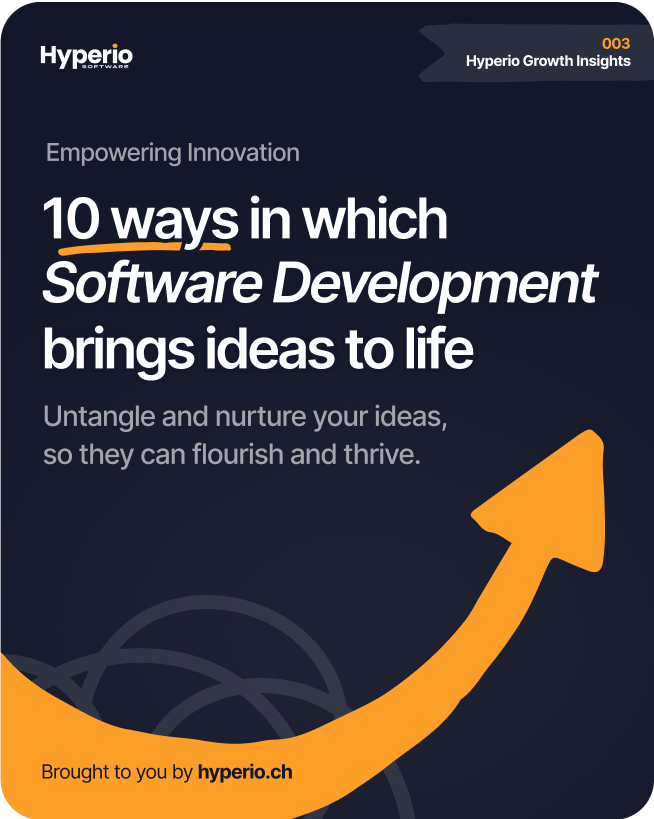 Hyperio
SOFTWARE
003
Hyperio Growth Insights
Empowering Innovation
10 ways in which
Software Development
brings ideas to life
Untangle and nurture your ideas,
so they can flourish and thrive.
Brought to you by hyperio.ch